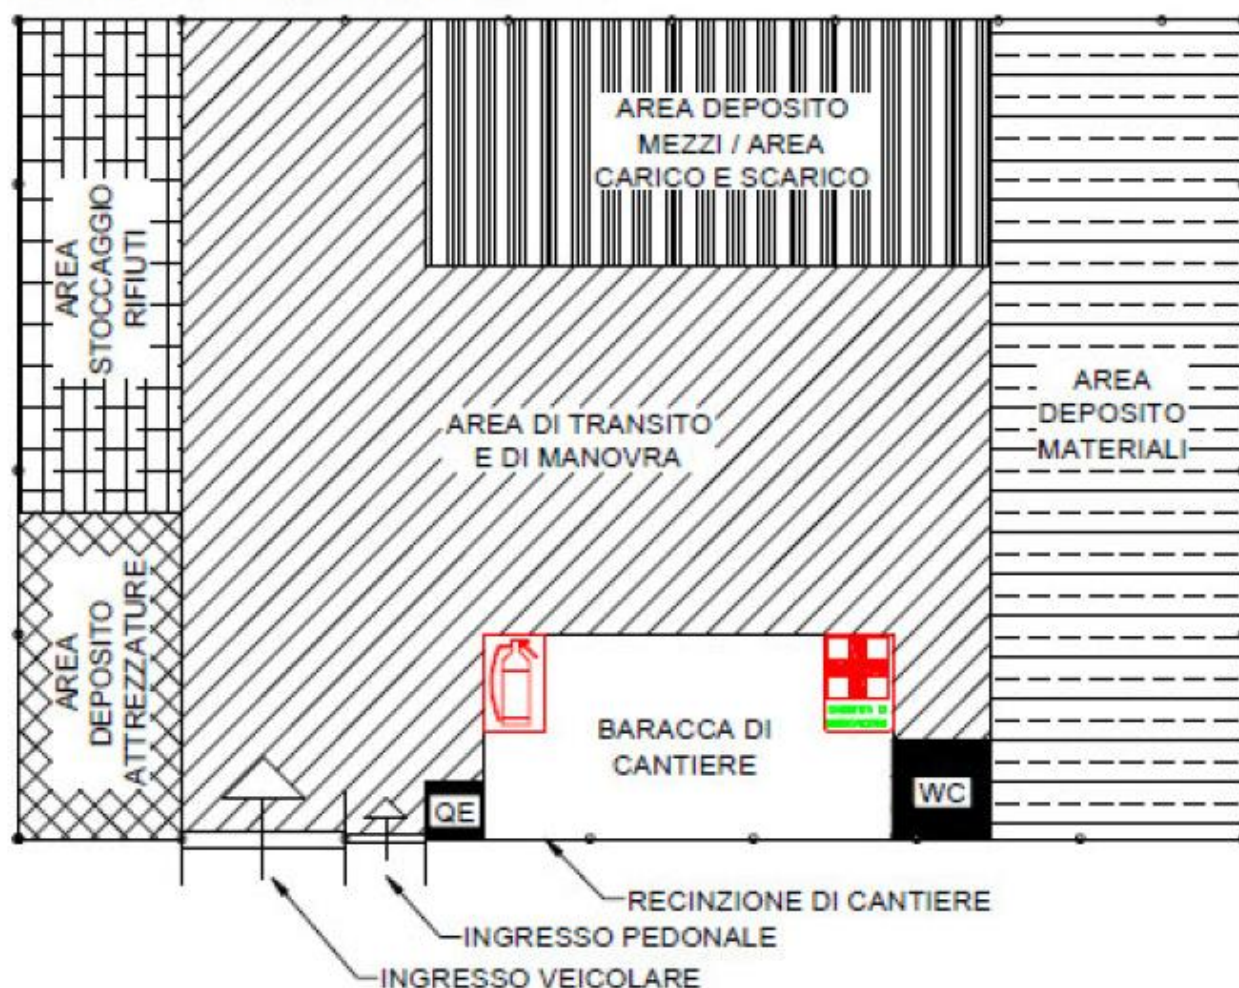 AREA DEPOSITO
MEZZI / AREA
CARICO E SCARICO
AREA
STOCCAGGIO
RIFIUTI
AREA DI TRANSITO
E DI MANOVRA
AREA
DEPOSITO
MATERIALI
AREA
DEPOSITO
ATTREZZATURE
BARACCA DI
CANTIERE
QE
WC
RECINZIONE DI CANTIERE
INGRESSO PEDONALE
INGRESSO VEICOLARE